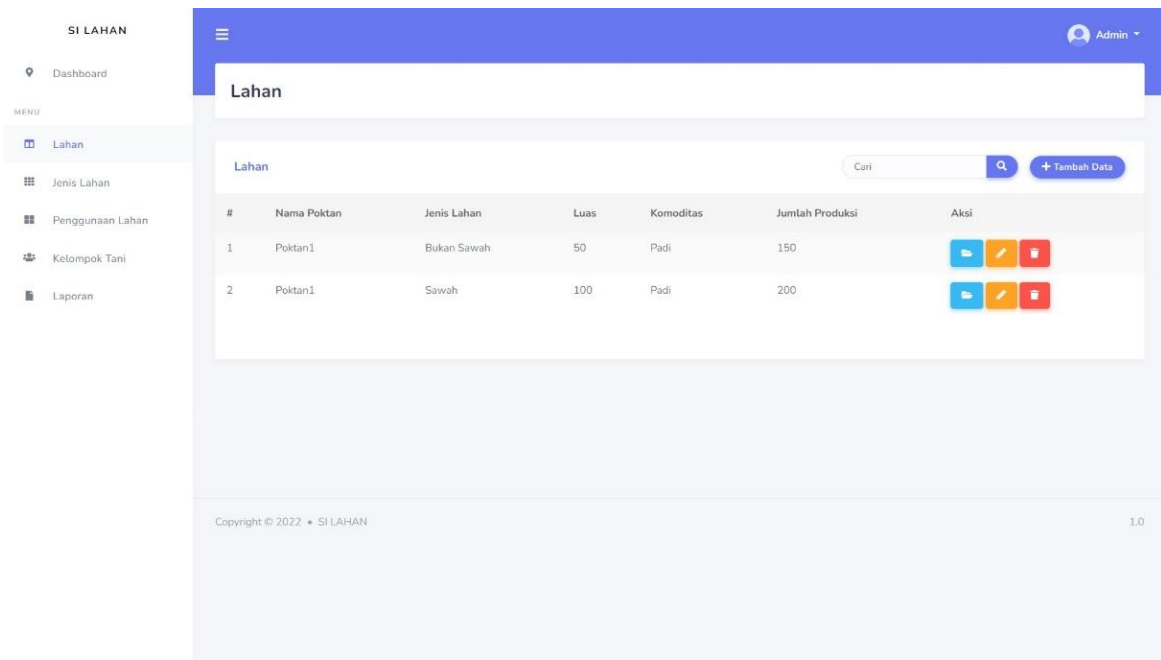 SI LAHAN
Admin
Dashboard
MENU
Lahan
Jenis Lahan
Penggunaan Lahan
Kelompok Tani
Laporan
Lahan
Lahan
Cari
+ Tambah Data
# Nama Poktan Jenis Lahan Luas Komoditas Jumlah Produksi Aksi
1 Poktan1 Bukan Sawah 50 Padi 150
2 Poktan1 Sawah 100 Padi 200
Copyright © 2022 • SI LAHAN
1.0